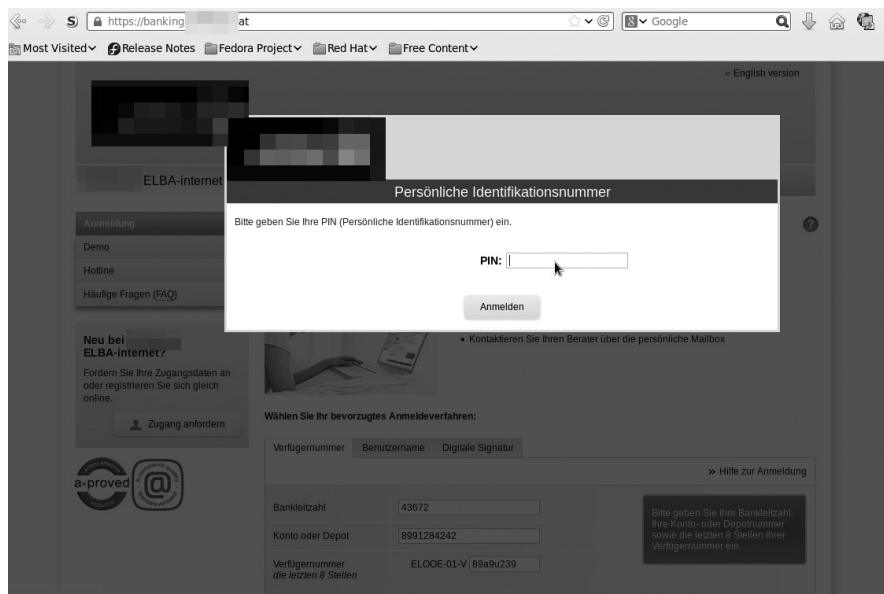 S https://banking at Google
Most Visited Release Notes Fedora Project Red Hat Free Content
« English version
ELBA-internet
Persönliche Identifikationsnummer
Bitte geben Sie Ihre PIN (Persönliche Identifikationsnummer) ein.
PIN:
Anmelden
Anmeldung
Demo
Hotline
Häufige Fragen (FAQ)
• Kontaktieren Sie Ihren Berater über die persönliche Mailbox
Neu bei
ELBA-internet?
Fordern Sie Ihre Zugangsdaten an
oder registrieren Sie sich gleich
online.
Zugang anfordern
a-proved @
Wählen Sie Ihr bevorzugtes Anmeldeverfahren:
Verfügernummer Benutzername Digitale Signatur
» Hilfe zur Anmeldung
Bankleitzahl 43672
Konto oder Depot 8991284242
Verfügernummer ELOOE-01-V 89a9u239
die letzten 8 Stellen
Bitte geben Sie Ihre Bankleitzahl,
Ihre Konto- oder Depotnummer
sowie die letzten 8 Stellen Ihrer
Verfügernummer ein.